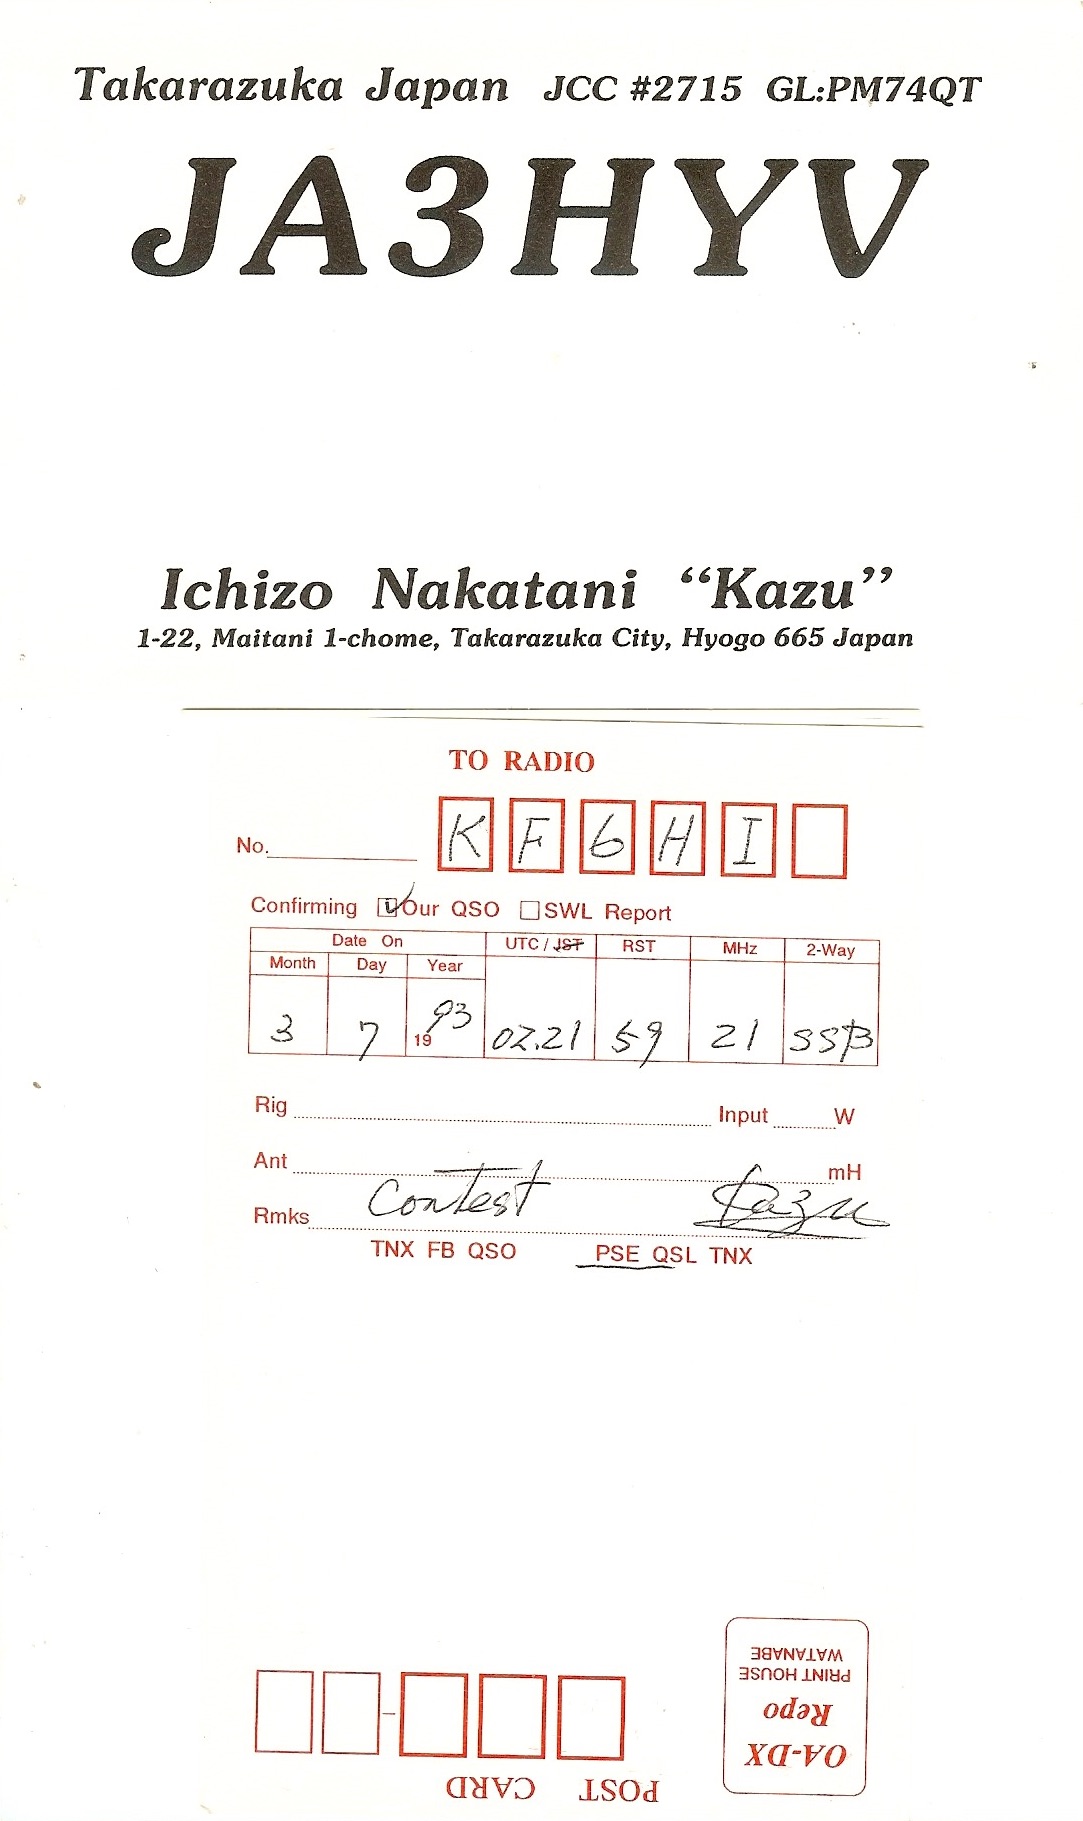 Takarazuka Japan JCC #2715 GL:PM74QT
JA3HYV
Ichizo Nakatani “Kazu”
1-22, Maitani 1-chome, Takarazuka City, Hyogo 665 Japan
TO RADIO
No. K F 6 H I
Confirming Our QSO SWL Report
Date On UTC / JST RST MHz 2-Way
Month Day Year
3 7 1993 02.21 59 21 SSB
Rig Input W
Ant mH
Rmks Contest Kazu
TNX FB QSO PSE QSL TNX
POST CARD
OA-DX
Repo
PRINT HOUSE
WATANABE